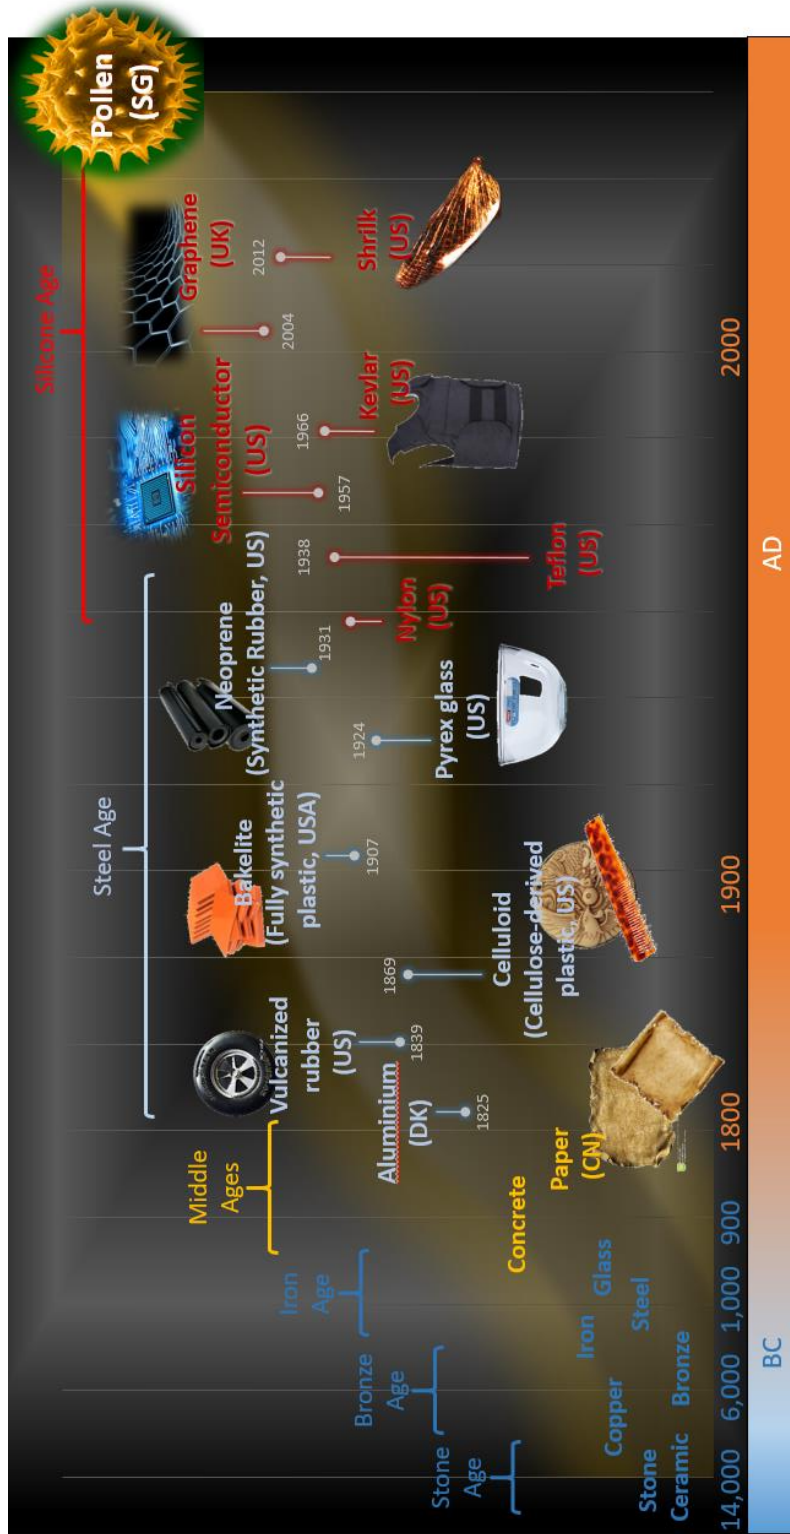 Stone
Age
Bronze
Age
Iron
Age
Middle
Ages
Steel Age
Silicone Age
Stone
Ceramic
Copper
Bronze
Iron
Steel
Glass
Concrete
Paper
(CN)
Aluminium
(DK)
1825
Vulcanized
rubber
(US)
1839
1869
Celluloid
(Cellulose-derived
plastic, US)
Bakelite
(Fully synthetic
plastic, USA)
1907
1924
Pyrex glass
(US)
Neoprene
(Synthetic Rubber, US)
1931
Nylon
(US)
1938
Teflon
(US)
Silicon
Semiconductor
(US)
1957
1966
Kevlar
(US)
Graphene
(UK)
2004
2012
Shrilk
(US)
Pollen
(SG)
14,000
6,000
1,000
900
1800
1900
2000
BC
AD